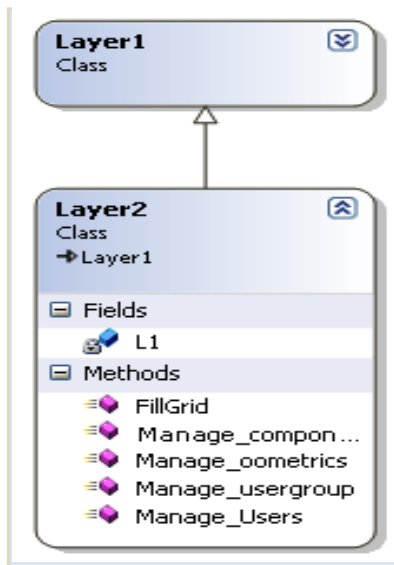 Layer1
Class
Layer2
Class
Layer1
Fields
L1
Methods
FillGrid
Manage_compon...
Manage_oometrics
Manage_usergroup
Manage_Users